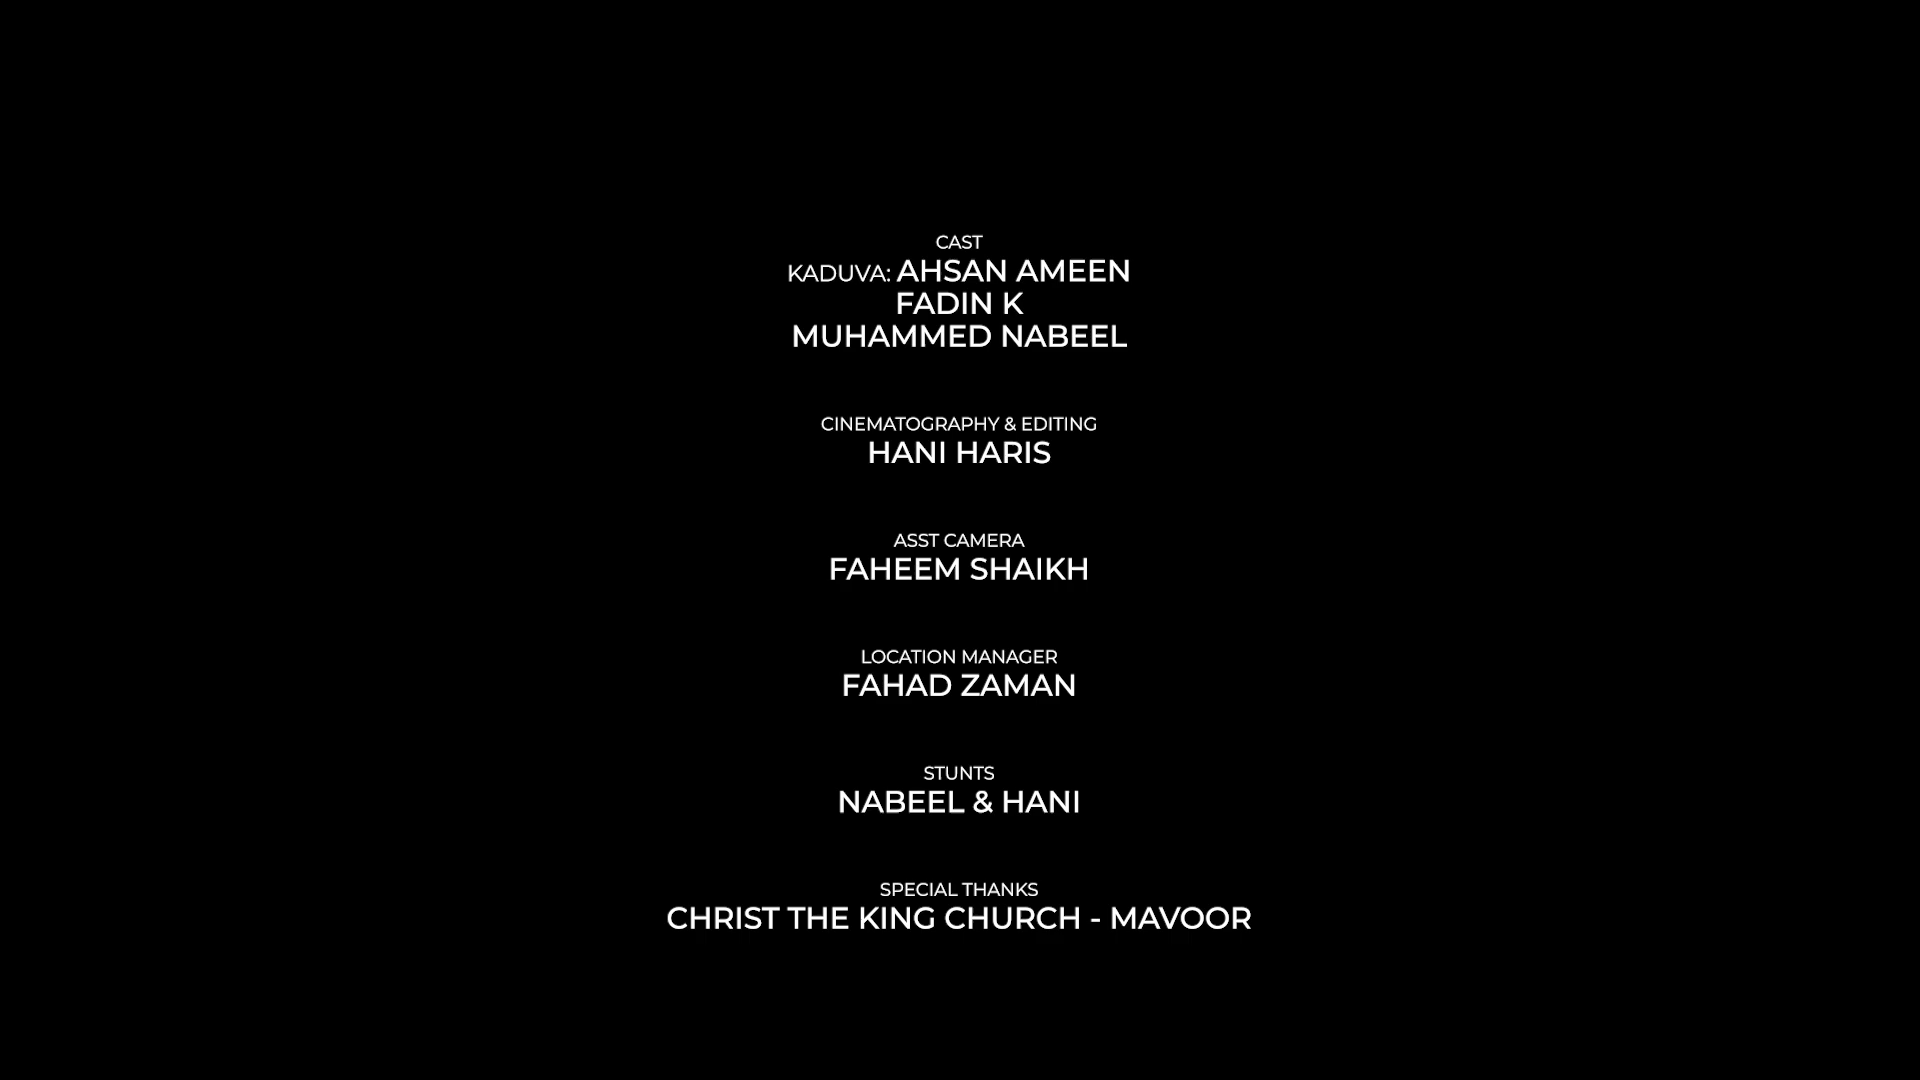 CAST
KADUVA: AHSAN AMEEN
FADIN K
MUHAMMED NABEEL
CINEMATOGRAPHY & EDITING
HANI HARIS
ASST CAMERA
FAHEEM SHAIKH
LOCATION MANAGER
FAHAD ZAMAN
STUNTS
NABEEL & HANI
SPECIAL THANKS
CHRIST THE KING CHURCH - MAVOOR